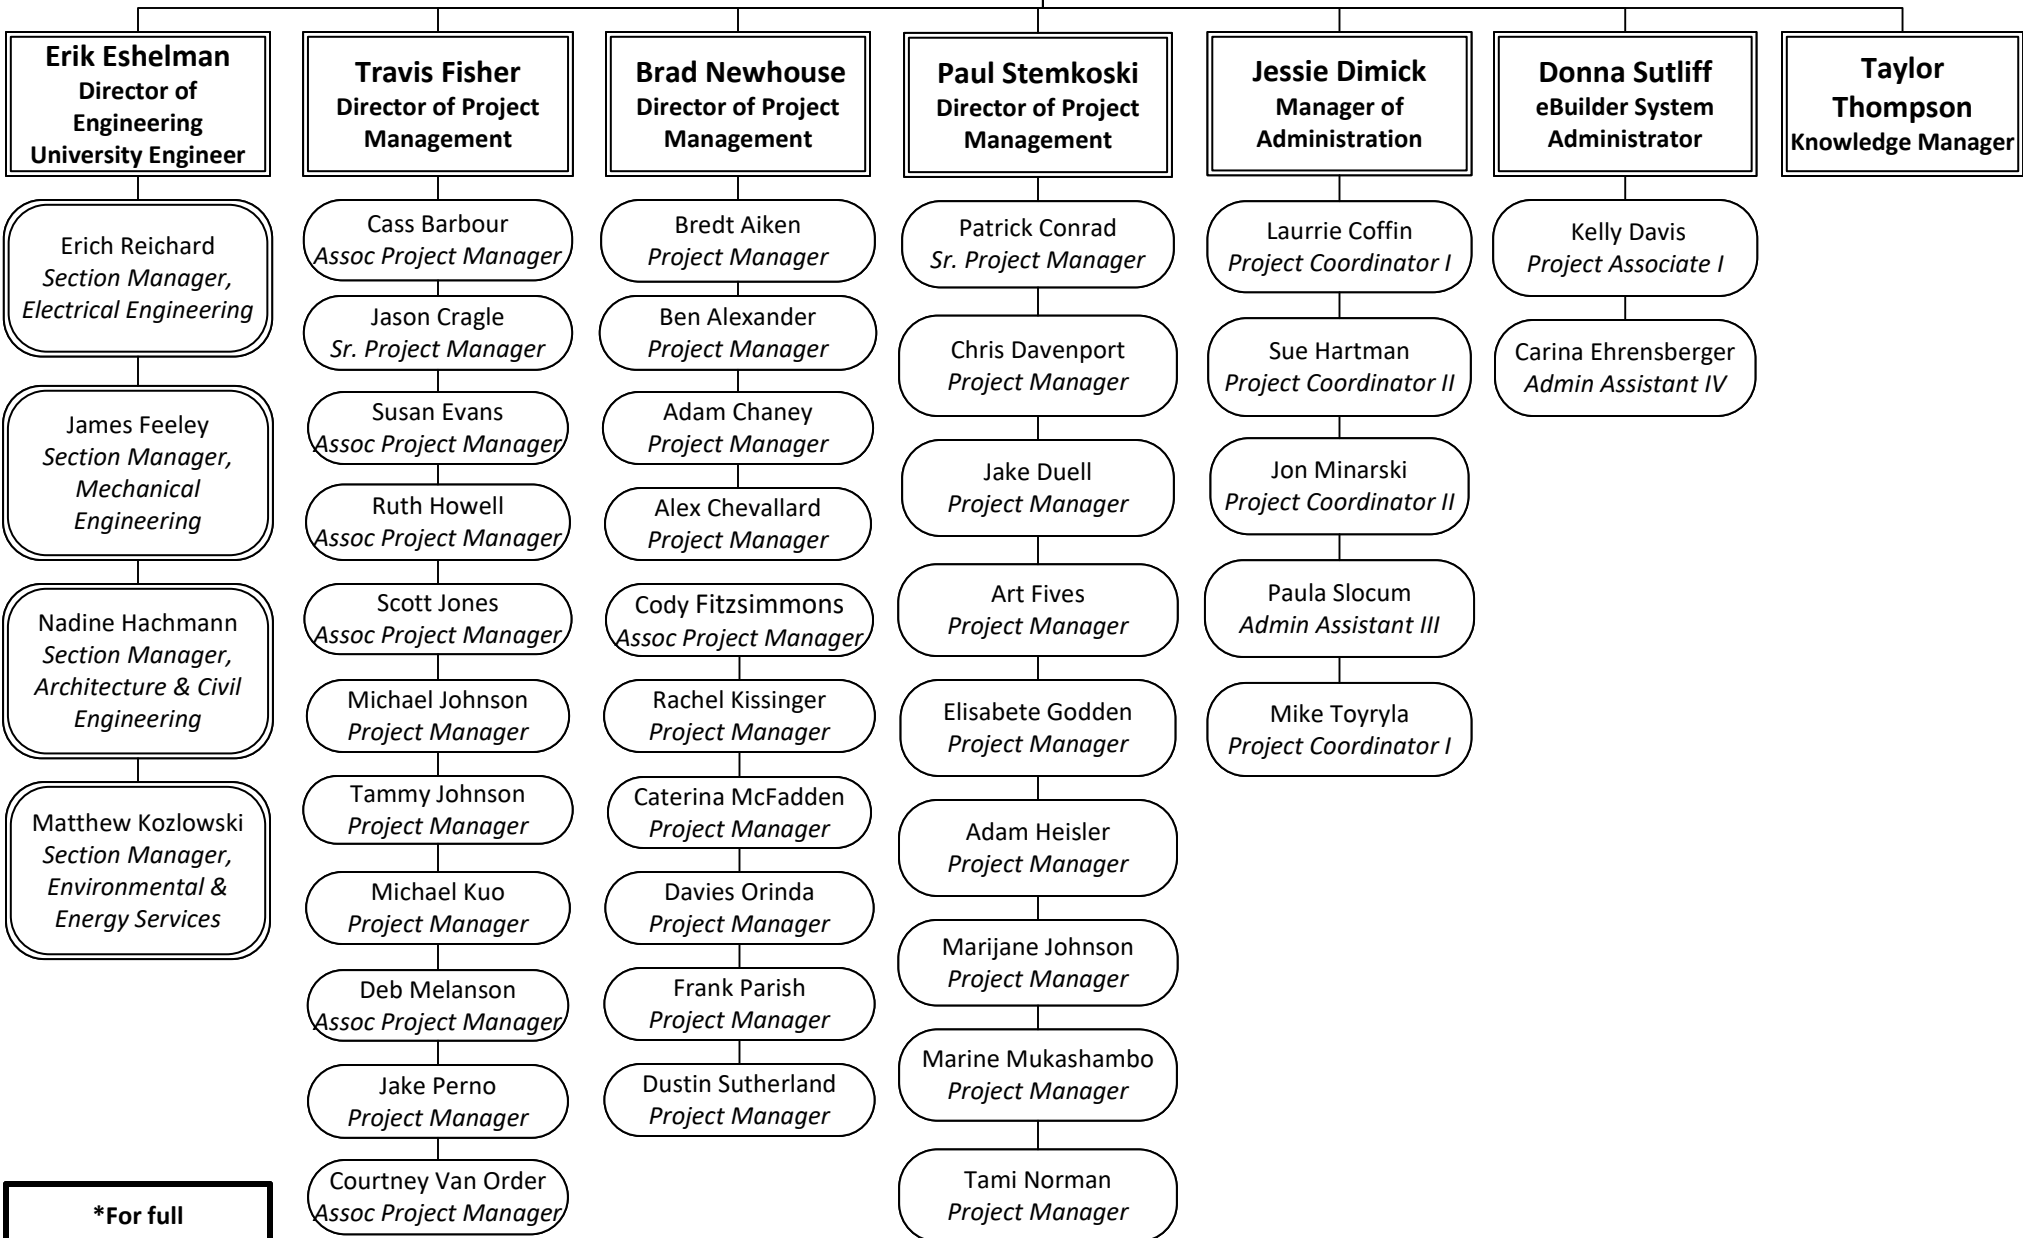 Erik Eshelman
Director of
Engineering
University Engineer
Erich Reichard
Section Manager,
Electrical Engineering
James Feeley
Section Manager,
Mechanical
Engineering
Nadine Hachmann
Section Manager,
Architecture & Civil
Engineering
Matthew Kozlowski
Section Manager,
Environmental &
Energy Services
*For full
Travis Fisher
Director of Project
Management
Cass Barbour
Assoc Project Manager
Jason Cragle
Sr. Project Manager
Susan Evans
Assoc Project Manager
Ruth Howell
Assoc Project Manager
Scott Jones
Assoc Project Manager
Michael Johnson
Project Manager
Tammy Johnson
Project Manager
Michael Kuo
Project Manager
Deb Melanson
Assoc Project Manager
Jake Perno
Project Manager
Courtney Van Order
Assoc Project Manager
Brad Newhouse
Director of Project
Management
Bredt Aiken
Project Manager
Ben Alexander
Project Manager
Adam Chaney
Project Manager
Alex Chevallard
Project Manager
Cody Fitzsimmons
Assoc Project Manager
Rachel Kissinger
Project Manager
Caterina McFadden
Project Manager
Davies Orinda
Project Manager
Frank Parish
Project Manager
Dustin Sutherland
Project Manager
Paul Stemkoski
Director of Project
Management
Patrick Conrad
Sr. Project Manager
Chris Davenport
Project Manager
Jake Duell
Project Manager
Art Fives
Project Manager
Elisabete Godden
Project Manager
Adam Heisler
Project Manager
Marijane Johnson
Project Manager
Marine Mukashambo
Project Manager
Tami Norman
Project Manager
Jessie Dimick
Manager of
Administration
Laurrie Coffin
Project Coordinator I
Sue Hartman
Project Coordinator II
Jon Minarski
Project Coordinator II
Paula Slocum
Admin Assistant III
Mike Toyryla
Project Coordinator I
Donna Sutliff
eBuilder System
Administrator
Kelly Davis
Project Associate I
Carina Ehrensberger
Admin Assistant IV
Taylor
Thompson
Knowledge Manager